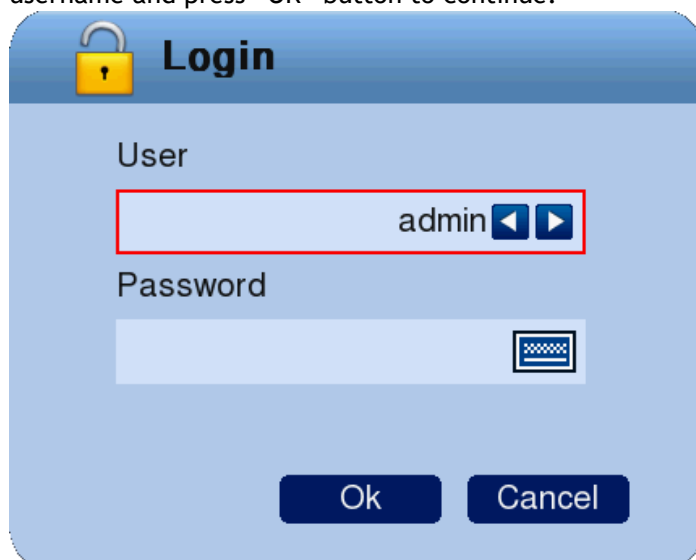 username and press "OK" button to continue.
Login
User
admin
Password
Ok
Cancel